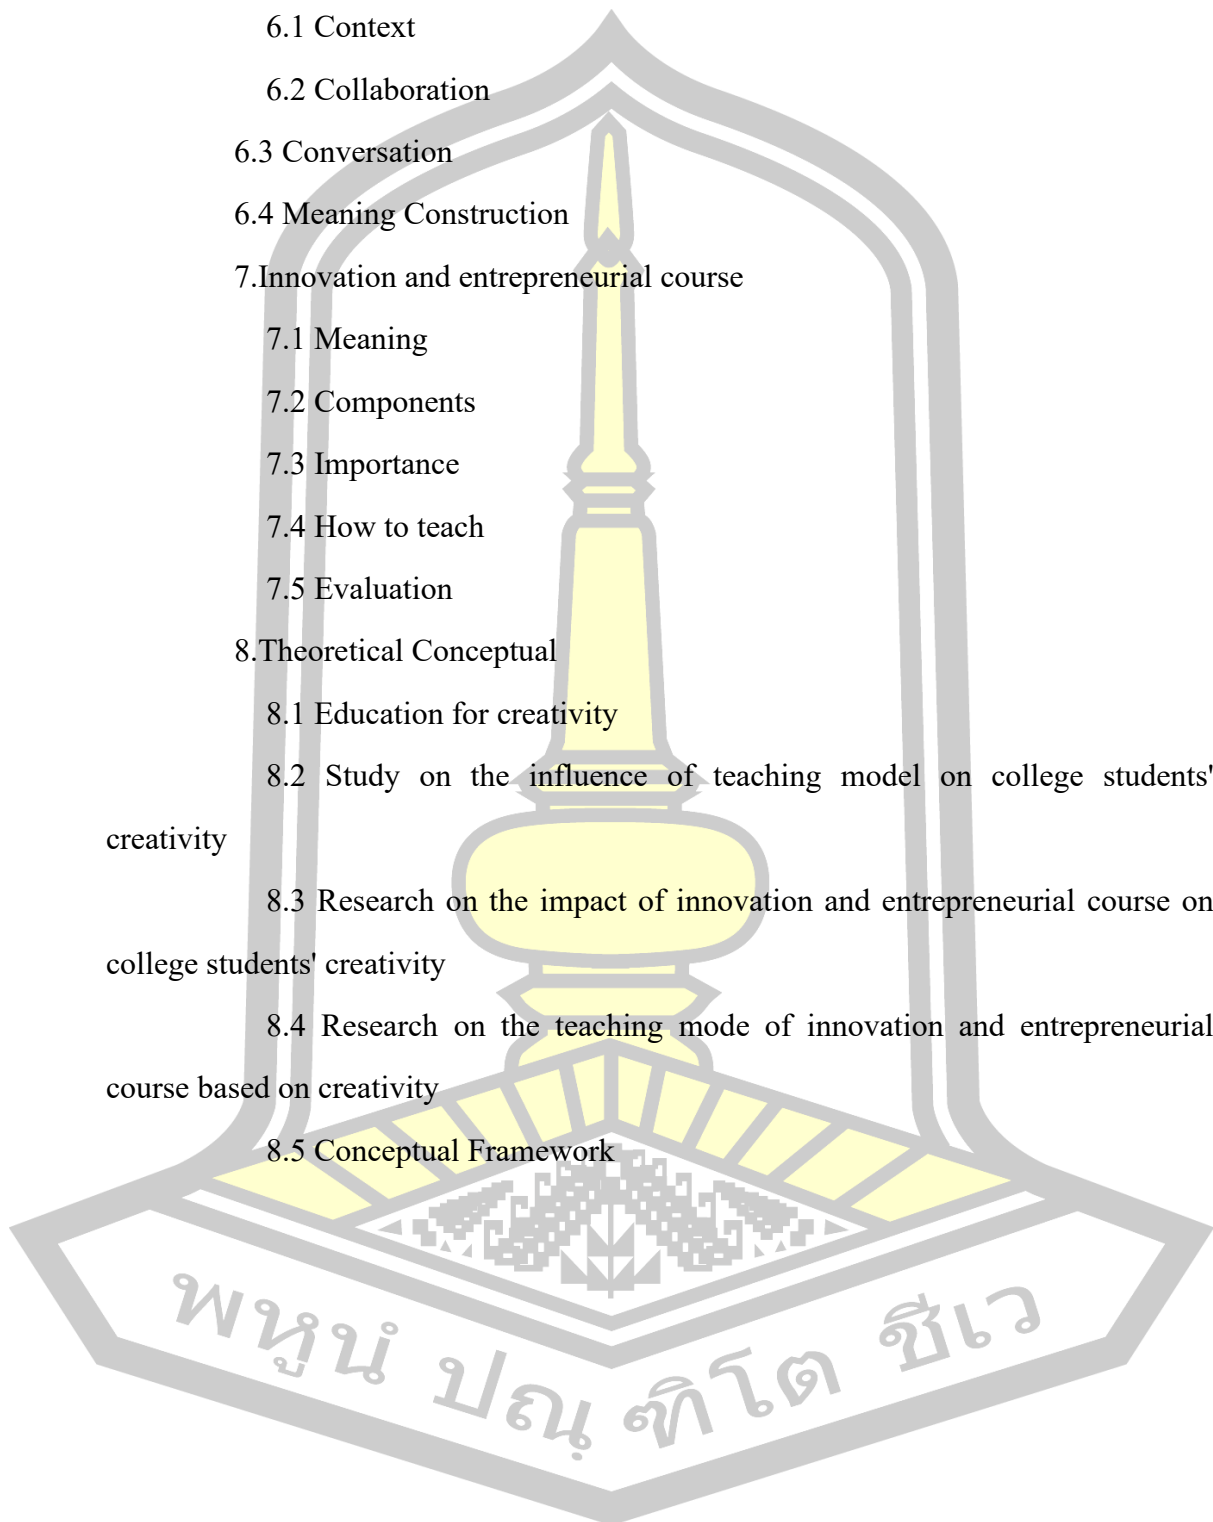 6.1 Context
6.2 Collaboration
6.3 Conversation
6.4 Meaning Construction
7.Innovation and entrepreneurial course
7.1 Meaning
7.2 Components
7.3 Importance
7.4 How to teach
7.5 Evaluation
8.Theoretical Conceptual
8.1 Education for creativity
8.2 Study on the influence of teaching model on college students'
creativity
8.3 Research on the impact of innovation and entrepreneurial course on
college students' creativity
8.4 Research on the teaching mode of innovation and entrepreneurial
course based on creativity
8.5 Conceptual Framework
พหูนํ ปณฺฑิโต ชีเว